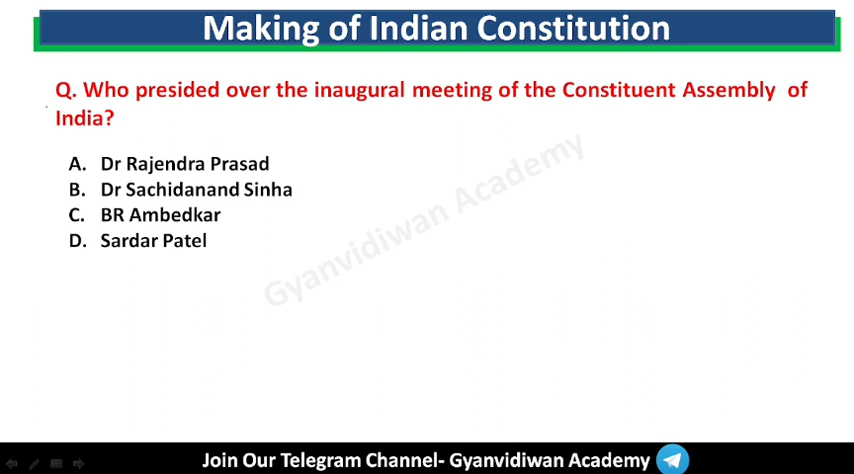 Making of Indian Constitution
Q. Who presided over the inaugural meeting of the Constituent Assembly of
India?
A. Dr Rajendra Prasad
B. Dr Sachidanand Sinha
C. BR Ambedkar
D. Sardar Patel
Gyanvidiwan Academy
Join Our Telegram Channel- Gyanvidiwan Academy